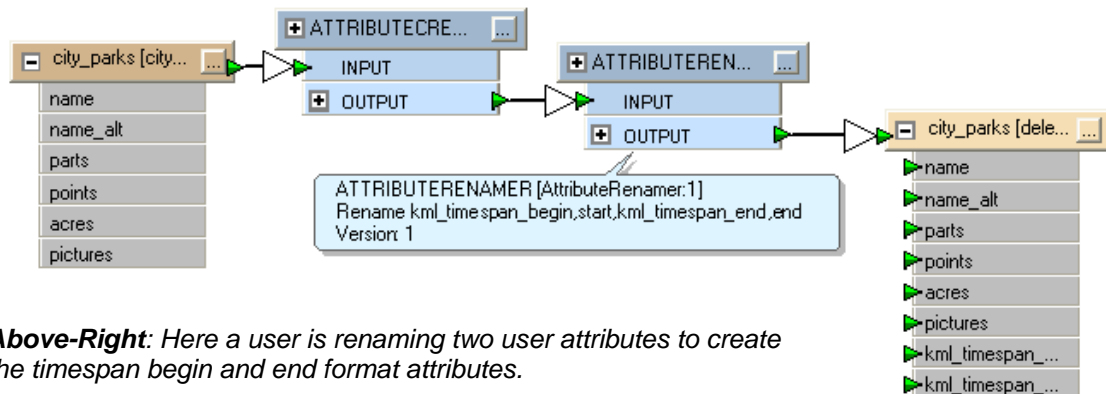 city_parks [city... ...
name
name_alt
parts
points
acres
pictures
ATTRIBUTECRE... ...
INPUT
OUTPUT
ATTRIBUTEREN... ...
INPUT
OUTPUT
ATTRIBUTERENAMER [AttributeRenamer:1]
Rename kml_timespan_begin,start,kml_timespan_end,end
Version: 1
city_parks [dele... ...
name
name_alt
parts
points
acres
pictures
kml_timespan_...
kml_timespan_...
Above-Right: Here a user is renaming two user attributes to create
the timespan begin and end format attributes.